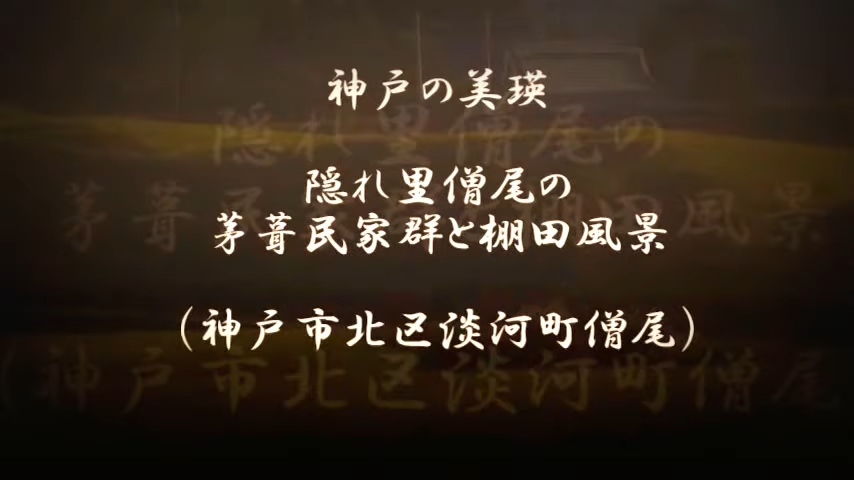 神戸の美瑛
隠れ里僧尾の
茅葺民家群と棚田風景
（神戸市北区淡河町僧尾）